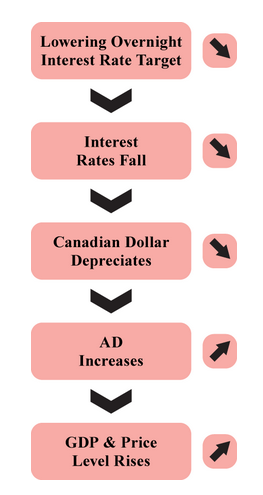 Lowering Overnight
Interest Rate Target
Interest
Rates Fall
Canadian Dollar
Depreciates
AD
Increases
GDP & Price
Level Rises